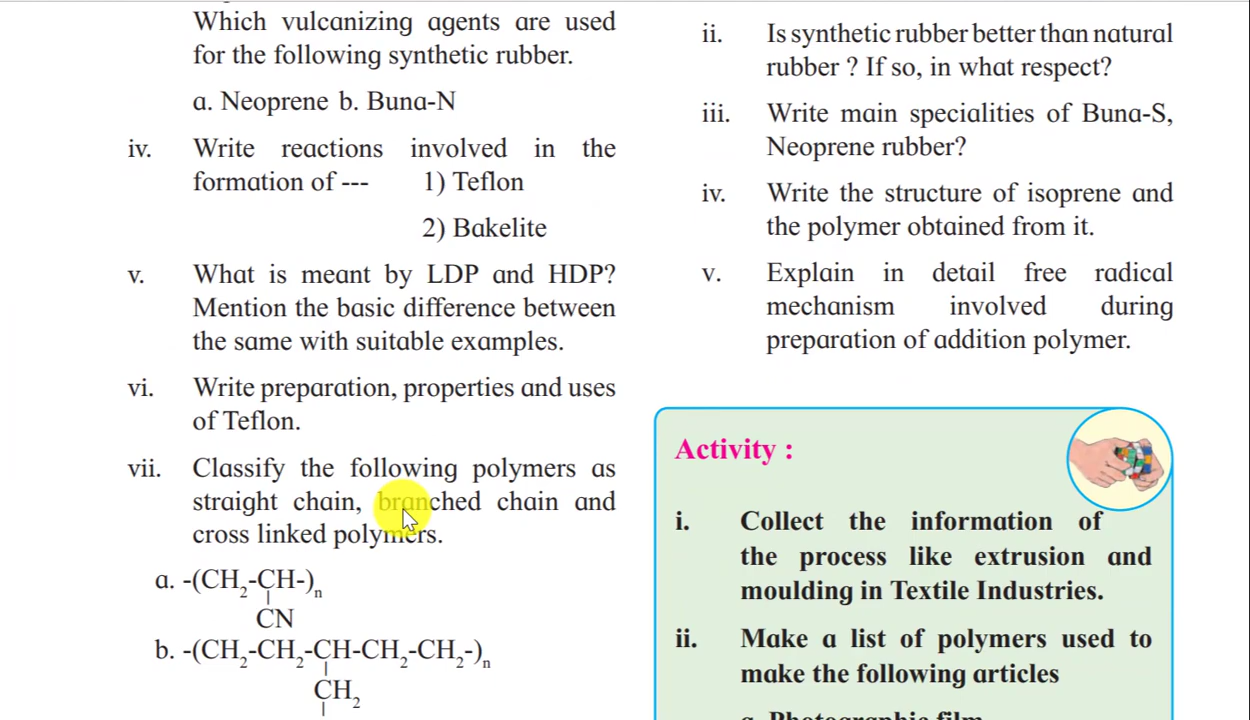 Which vulcanizing agents are used
for the following synthetic rubber.
a. Neoprene b. Buna-N
iv. Write reactions involved in the
formation of --- 1) Teflon
2) Bakelite
v. What is meant by LDP and HDP?
Mention the basic difference between
the same with suitable examples.
vi. Write preparation, properties and uses
of Teflon.
vii. Classify the following polymers as
straight chain, branched chain and
cross linked polymers.
a. -(CH₂-CH-)ₙ
CN
b. -(CH₂-CH₂-CH-CH₂-CH₂-)ₙ
CH₂
ii. Is synthetic rubber better than natural
rubber ? If so, in what respect?
iii. Write main specialities of Buna-S,
Neoprene rubber?
iv. Write the structure of isoprene and
the polymer obtained from it.
v. Explain in detail free radical
mechanism involved during
preparation of addition polymer.
Activity :
i. Collect the information of
the process like extrusion and
moulding in Textile Industries.
ii. Make a list of polymers used to
make the following articles
a. Photographic film